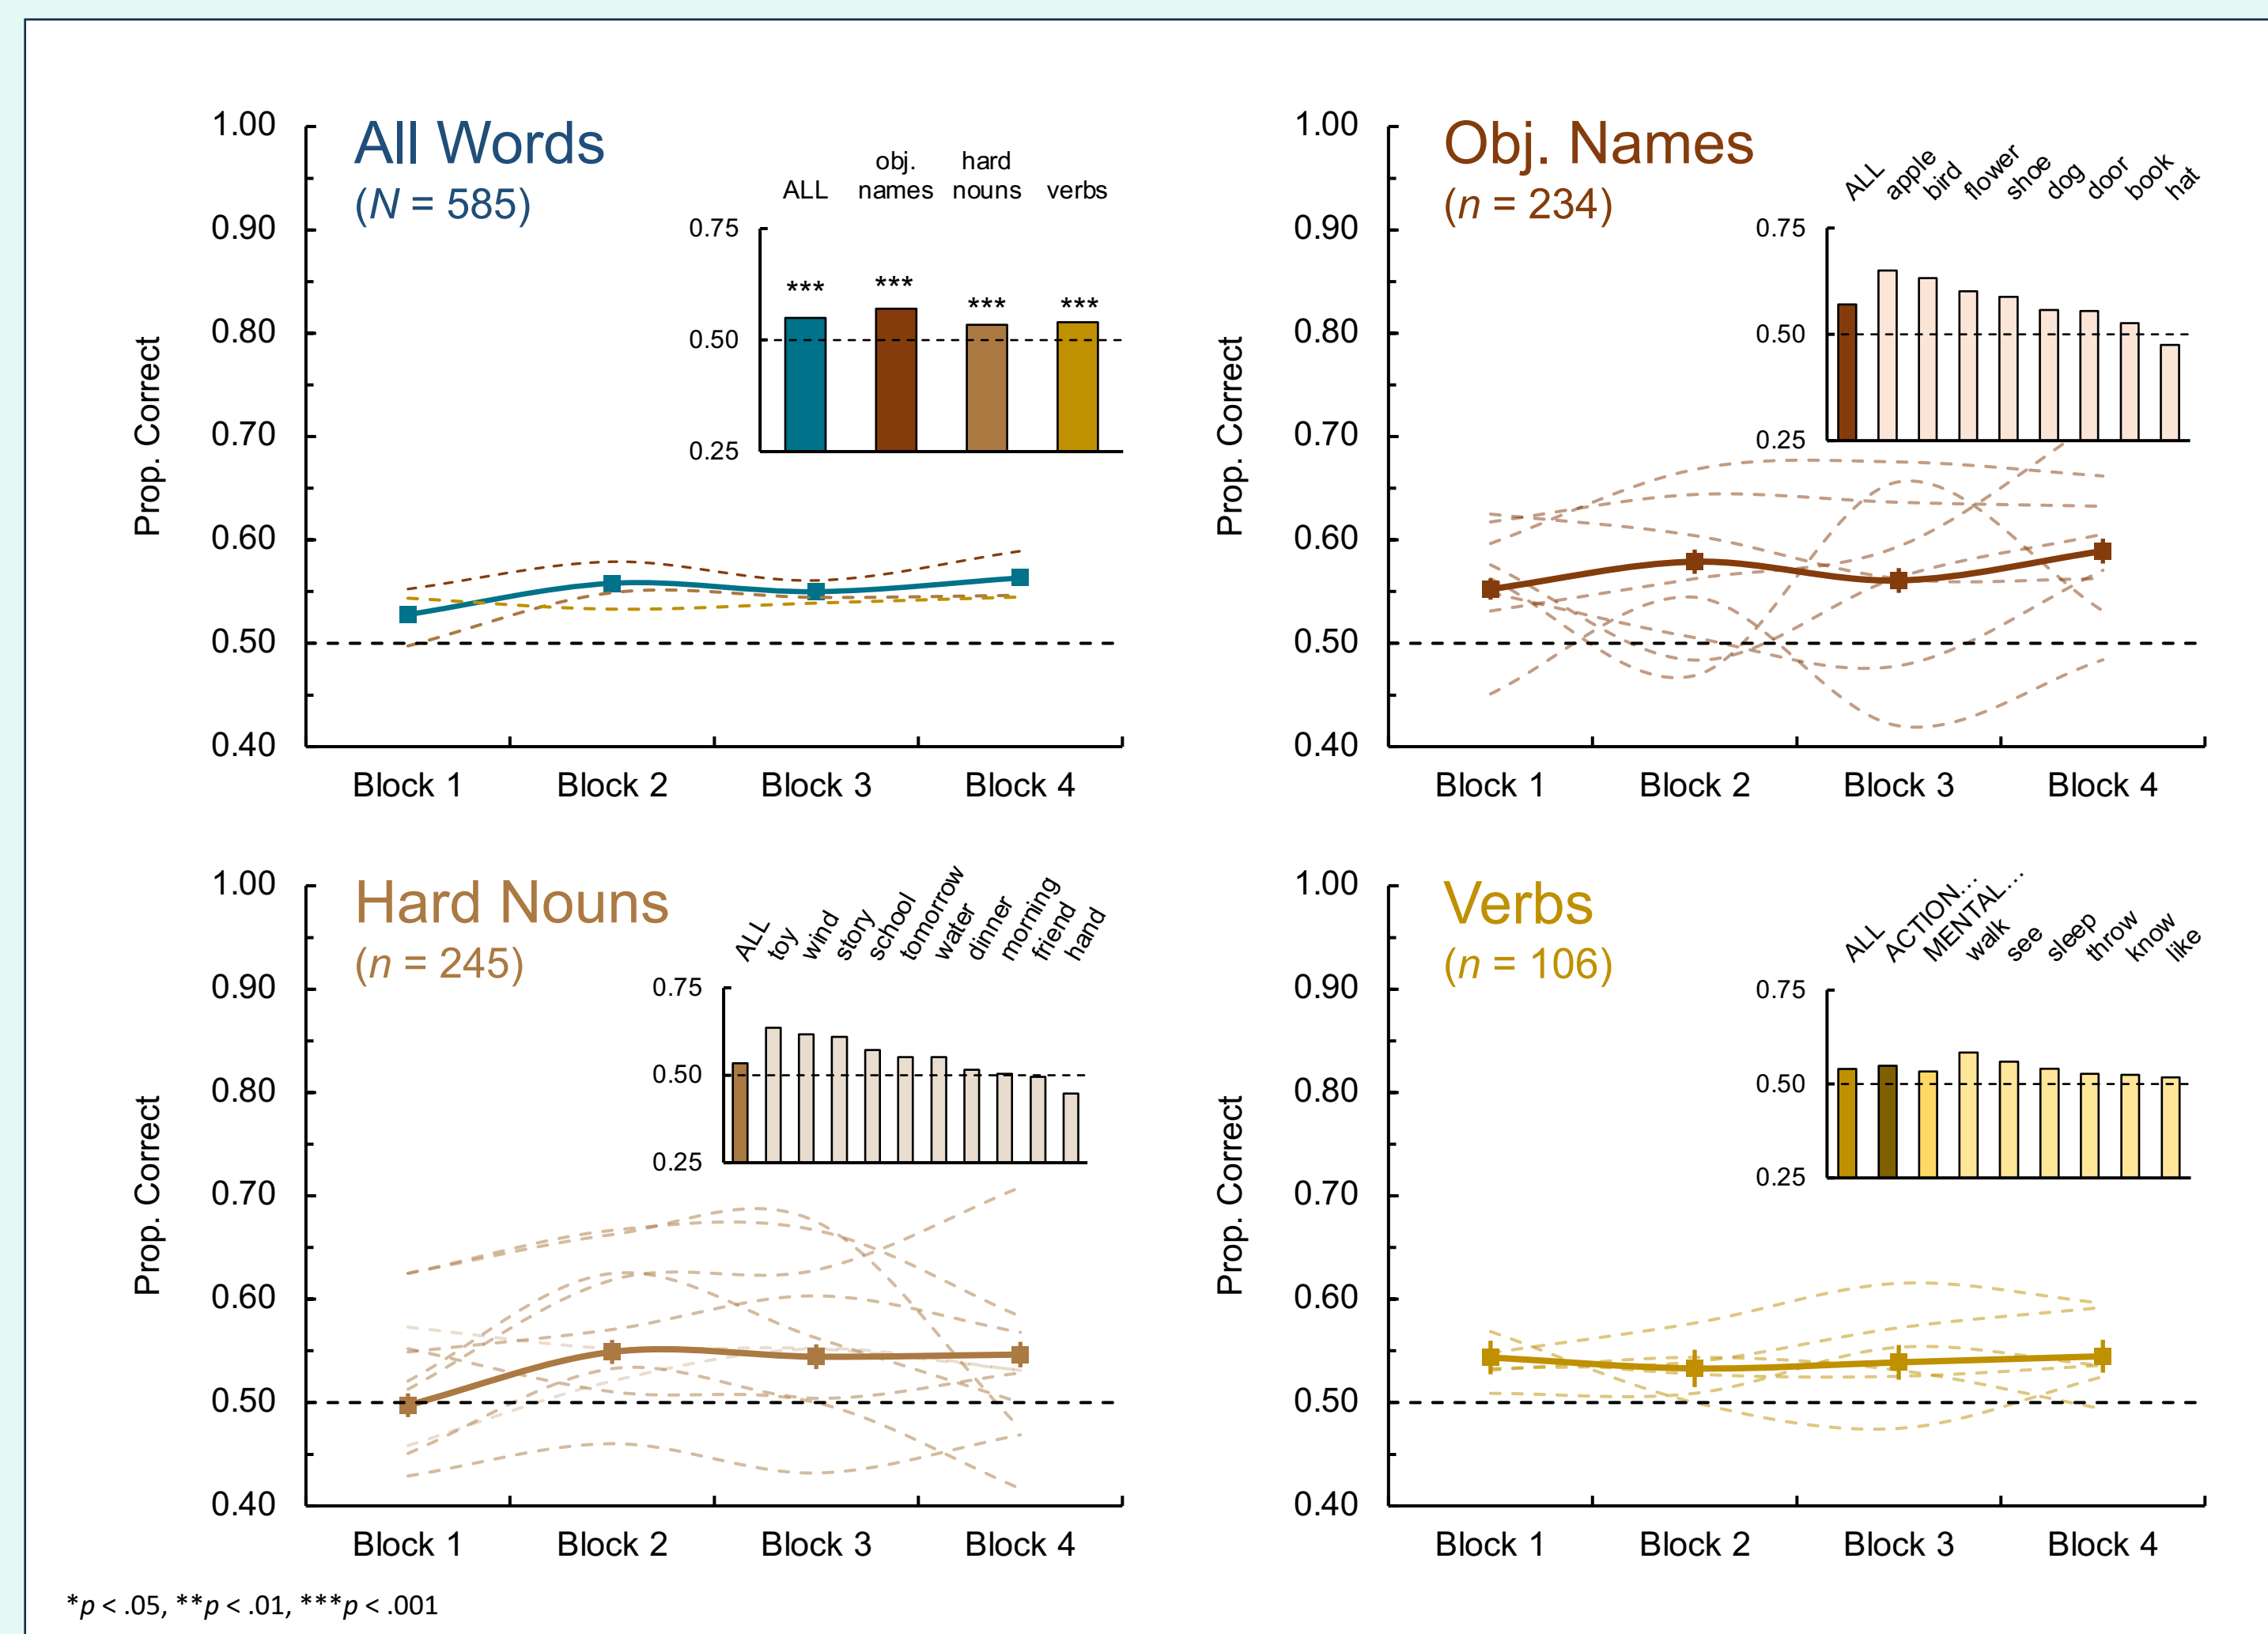 All Words
(N = 585)
ALL
obj. names
hard nouns
verbs
0.75
0.50
0.25
***
***
***
***
1.00
0.90
0.80
0.70
0.60
0.50
0.40
Prop. Correct
Block 1
Block 2
Block 3
Block 4
Obj. Names
(n = 234)
ALL
apple
bird
flower
shoe
dog
door
book
hat
0.75
0.50
0.25
1.00
0.90
0.80
0.70
0.60
0.50
0.40
Prop. Correct
Block 1
Block 2
Block 3
Block 4
Hard Nouns
(n = 245)
ALL
toy
wind
story
school
tomorrow
water
dinner
morning
friend
hand
0.75
0.50
0.25
1.00
0.90
0.80
0.70
0.60
0.50
0.40
Prop. Correct
Block 1
Block 2
Block 3
Block 4
Verbs
(n = 106)
ALL
ACTION…
MENTAL…
walk
see
sleep
throw
know
like
0.75
0.50
0.25
1.00
0.90
0.80
0.70
0.60
0.50
0.40
Prop. Correct
Block 1
Block 2
Block 3
Block 4
*p < .05, **p < .01, ***p < .001